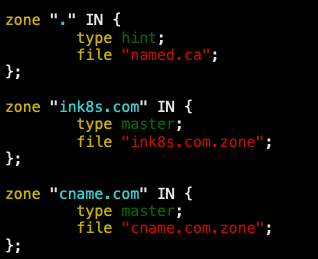 zone "." IN {
        type hint;
        file "named.ca";
};

zone "ink8s.com" IN {
        type master;
        file "ink8s.com.zone";
};

zone "cname.com" IN {
        type master;
        file "cname.com.zone";
};